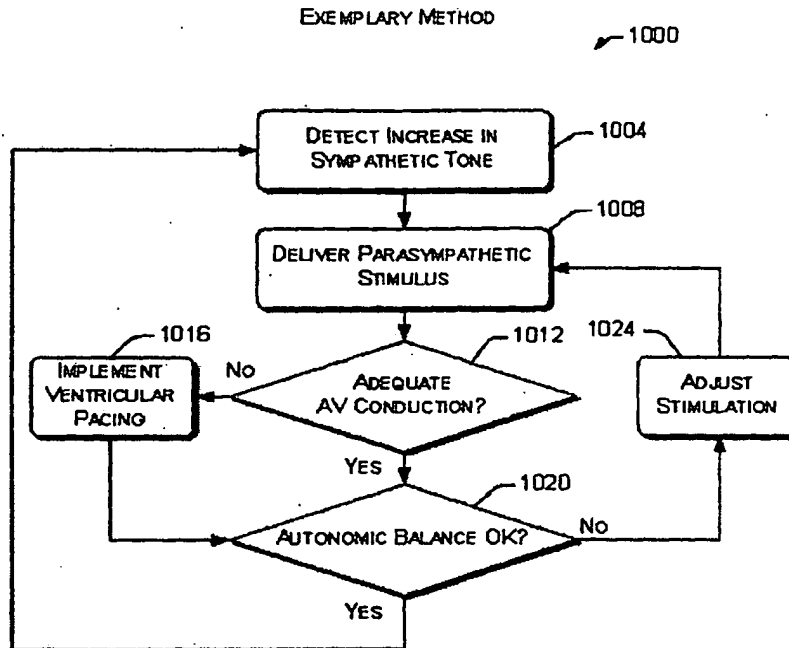 EXEMPLARY METHOD
1000
DETECT INCREASE IN
SYMPATHETIC TONE
1004
DELIVER PARASYMPATHETIC
STIMULUS
1008
ADEQUATE
AV CONDUCTION?
1012
NO
IMPLEMENT
VENTRICULAR
PACING
1016
YES
AUTONOMIC BALANCE OK?
1020
NO
ADJUST
STIMULATION
1024
YES